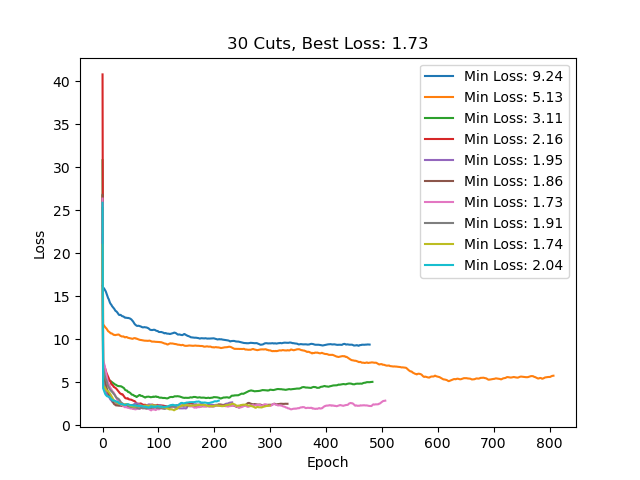 30 Cuts, Best Loss: 1.73
Min Loss: 9.24
Min Loss: 5.13
Min Loss: 3.11
Min Loss: 2.16
Min Loss: 1.95
Min Loss: 1.86
Min Loss: 1.73
Min Loss: 1.91
Min Loss: 1.74
Min Loss: 2.04
Loss
40
35
30
25
20
15
10
5
0
0 100 200 300 400 500 600 700 800
Epoch